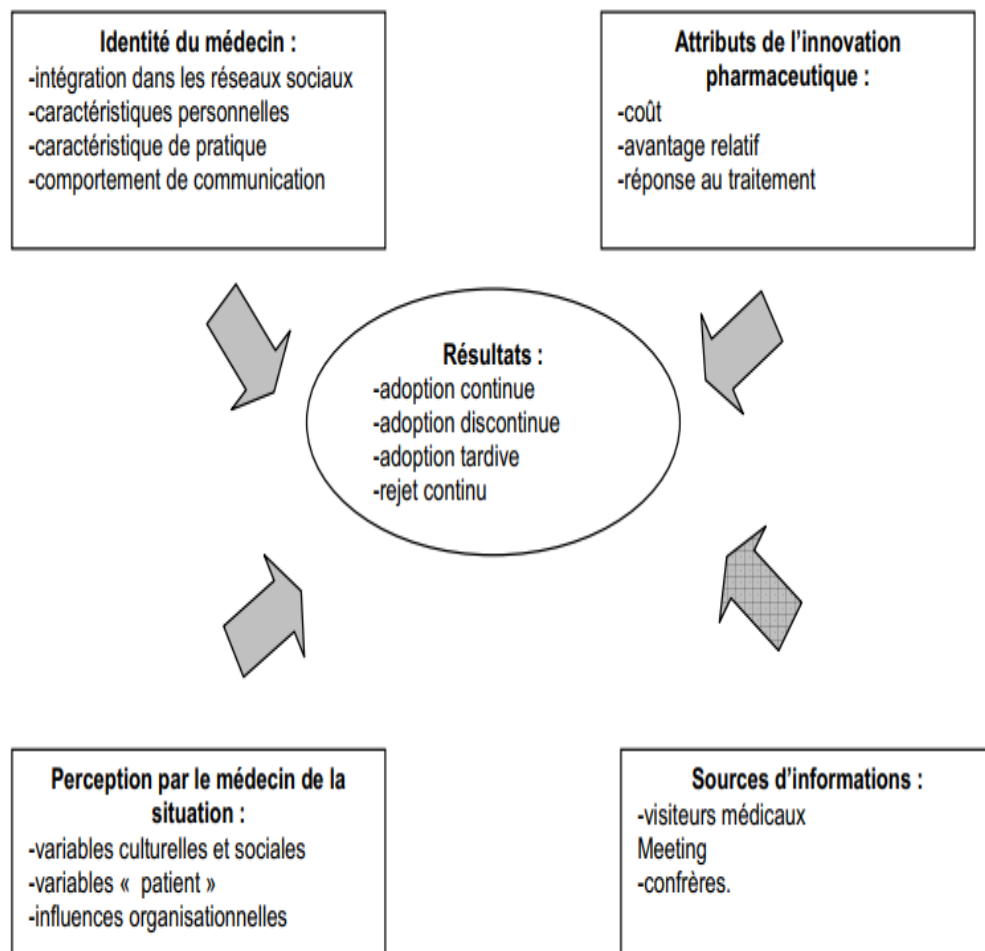 Identité du médecin :
-intégration dans les réseaux sociaux
-caractéristiques personnelles
-caractéristique de pratique
-comportement de communication
Attributs de l’innovation
pharmaceutique :
-coût
-avantage relatif
-réponse au traitement
Résultats :
-adoption continue
-adoption discontinue
-adoption tardive
-rejet continu
Perception par le médecin de la
situation :
-variables culturelles et sociales
-variables «  patient »
-influences organisationnelles
Sources d’informations :
-visiteurs médicaux
Meeting
-confrères.